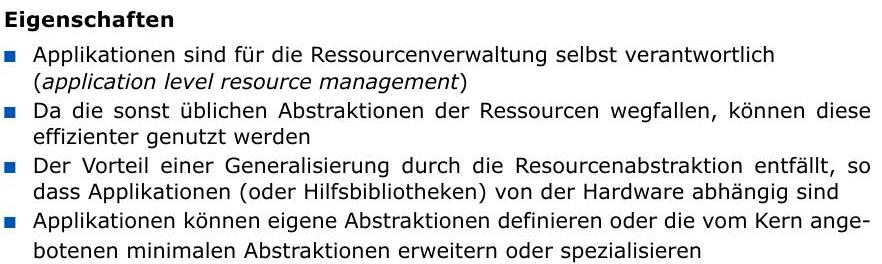 Eigenschaften
■ Applikationen sind für die Ressourcenverwaltung selbst verantwortlich
(application level resource management)
■ Da die sonst üblichen Abstraktionen der Ressourcen wegfallen, können diese
effizienter genutzt werden
■ Der Vorteil einer Generalisierung durch die Resourcenabstraktion entfällt, so
dass Applikationen (oder Hilfsbibliotheken) von der Hardware abhängig sind
■ Applikationen können eigene Abstraktionen definieren oder die vom Kern ange-
botenen minimalen Abstraktionen erweitern oder spezialisieren